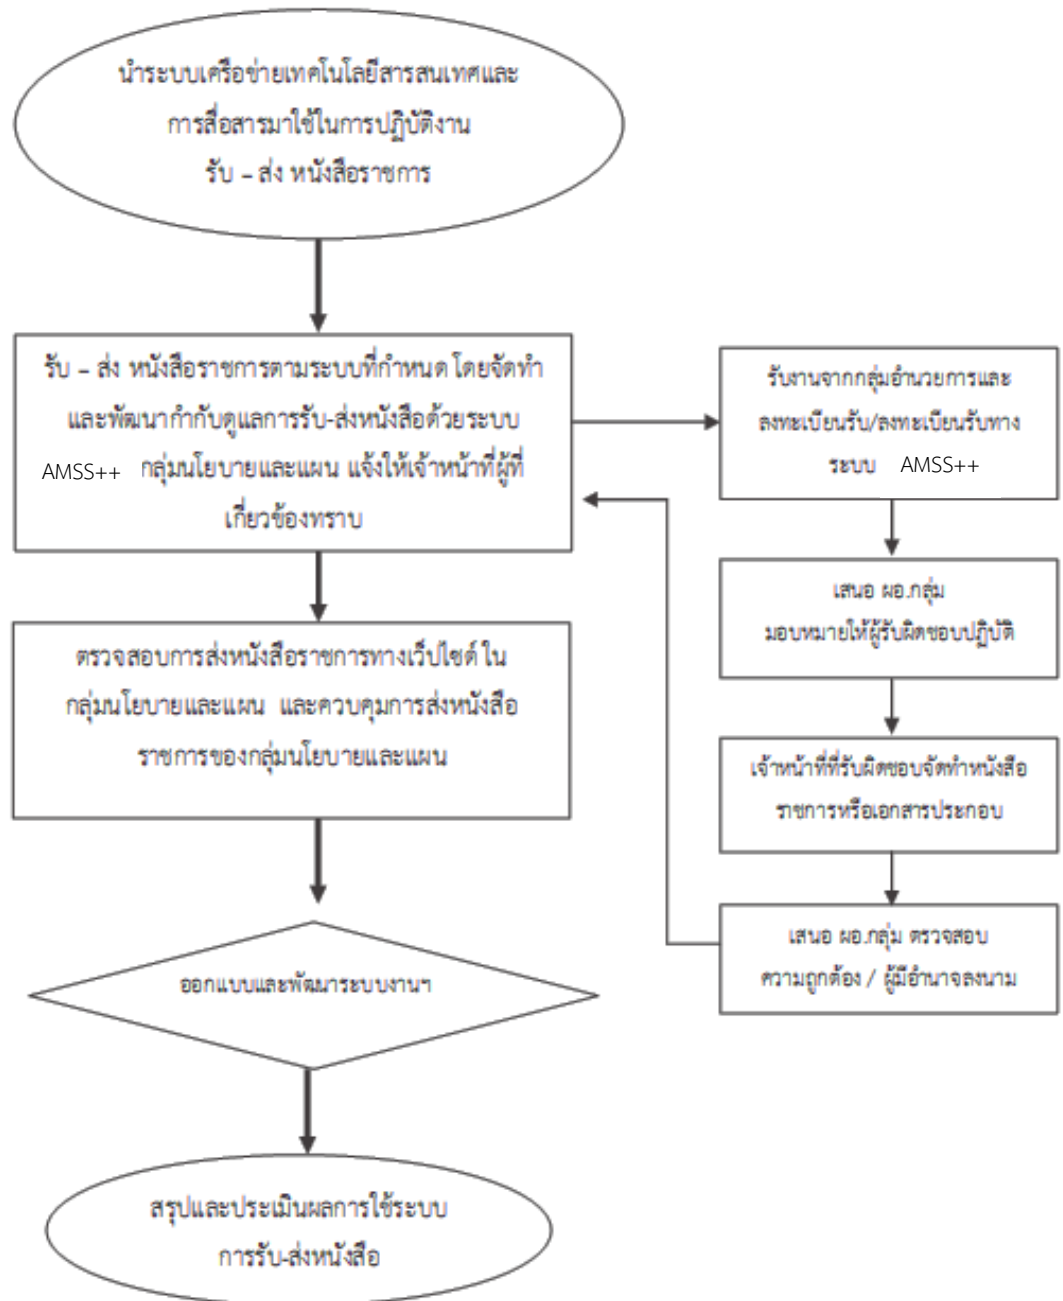 นำระบบเครือข่ายเทคโนโลยีสารสนเทศและ
การสื่อสารมาใช้ในการปฏิบัติงาน
รับ – ส่ง หนังสือราชการ
รับ – ส่ง หนังสือราชการตามระบบที่กำหนด โดยจัดทำ
และพัฒนากำกับดูแลการรับ-ส่งหนังสือด้วยระบบ
AMSS++ กลุ่มนโยบายและแผน แจ้งให้เจ้าหน้าที่ผู้ที่
เกี่ยวข้องทราบ
รับงานจากกลุ่มอำนวยการและ
ลงทะเบียนรับ/ลงทะเบียนรับทาง
ระบบ AMSS++
เสนอ ผอ.กลุ่ม
มอบหมายให้ผู้รับผิดชอบปฏิบัติ
เจ้าหน้าที่ที่รับผิดชอบจัดทำหนังสือ
ราชการหรือเอกสารประกอบ
เสนอ ผอ.กลุ่ม ตรวจสอบ
ความถูกต้อง / ผู้มีอำนาจลงนาม
ตรวจสอบการส่งหนังสือราชการทางเว็ปไซต์ ใน
กลุ่มนโยบายและแผน และควบคุมการส่งหนังสือ
ราชการของกลุ่มนโยบายและแผน
ออกแบบและพัฒนาระบบงานฯ
สรุปและประเมินผลการใช้ระบบ
การรับ-ส่งหนังสือ